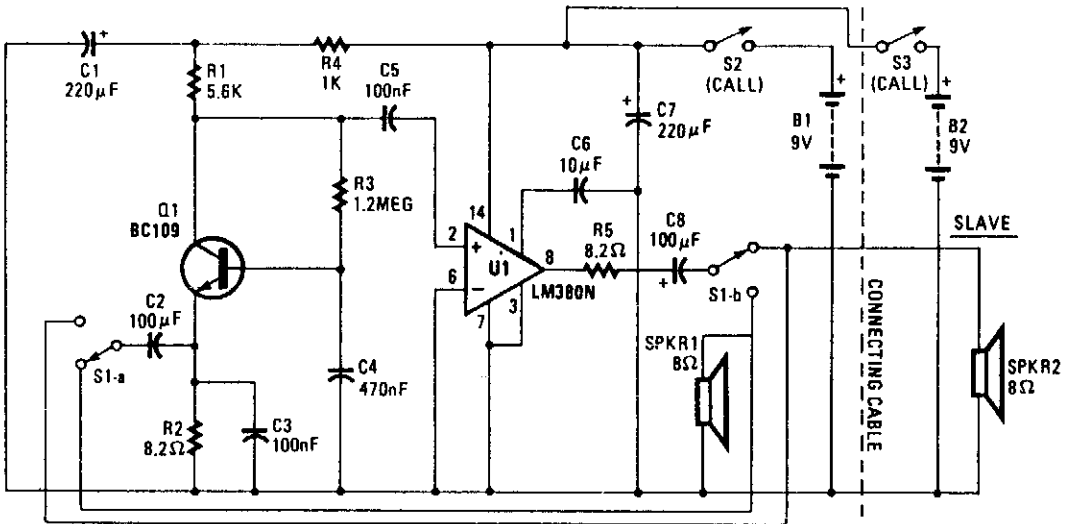 C1
220µF
+
R1
5.6K
R4
1K
C5
100nF
R3
1.2MEG
Q1
BC109
C2
100µF
S1-a
R2
8.2Ω
C3
100nF
C4
470nF
2
+
6
−
14
1
U1
8
7
3
LM380N
C6
10µF
R5
8.2Ω
C8
100µF
+
S1-b
+
C7
220µF
S2
(CALL)
+
B1
9V
SPKR1
8Ω
CONNECTING CABLE
S3
(CALL)
+
B2
9V
SLAVE
SPKR2
8Ω